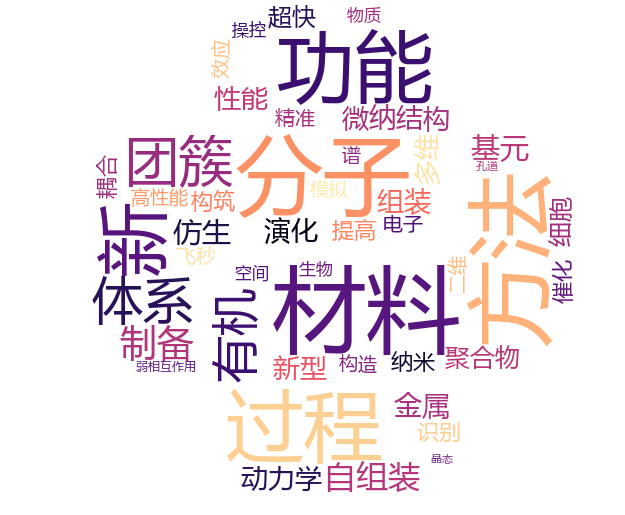 物质
超快
操控
功能
效应
性能
精准
微纳结构
团簇
分子
谱
多维
基元
孔道
耦合
高性能
构筑
模拟
组装
新
仿生
演化
提高
电子
方法
细胞
飞秒
空间
生物
二维
催化
体系
有机
材料
制备
弱相互作用
新型
构造
纳米
聚合物
过程
金属
识别
晶态
动力学
自组装